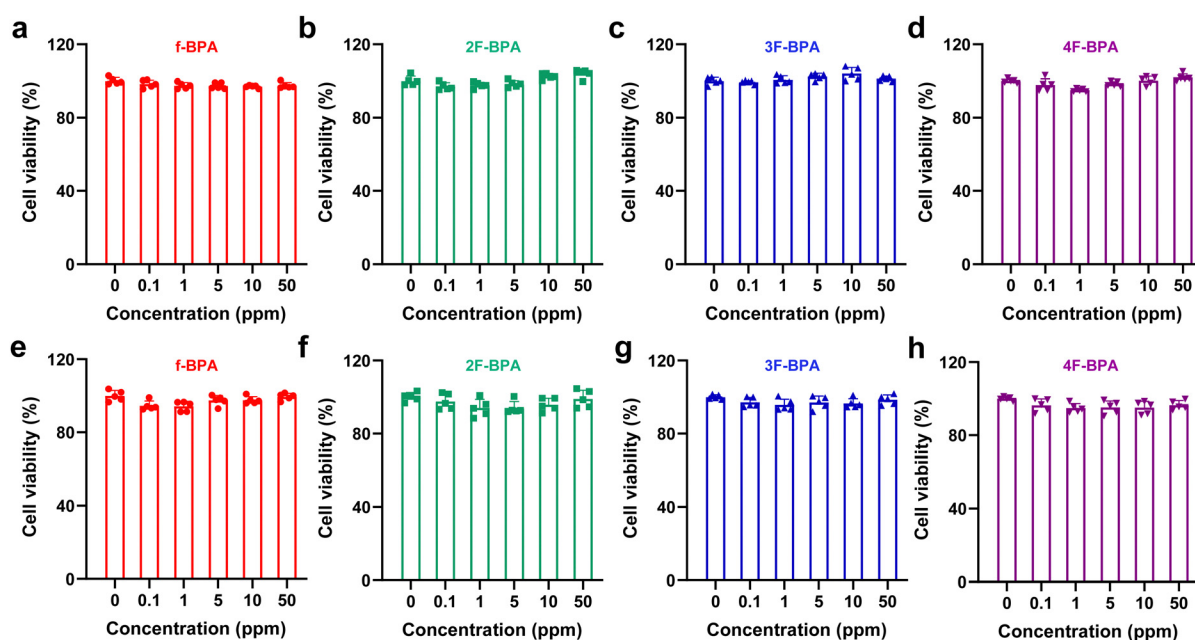 a
f-BPA
Cell viability (%)
120
80
40
0
0 0.1 1 5 10 50
Concentration (ppm)
b
2F-BPA
Cell viability (%)
120
80
40
0
0 0.1 1 5 10 50
Concentration (ppm)
c
3F-BPA
Cell viability (%)
120
80
40
0
0 0.1 1 5 10 50
Concentration (ppm)
d
4F-BPA
Cell viability (%)
120
80
40
0
0 0.1 1 5 10 50
Concentration (ppm)
e
f-BPA
Cell viability (%)
120
80
40
0
0 0.1 1 5 10 50
Concentration (ppm)
f
2F-BPA
Cell viability (%)
120
80
40
0
0 0.1 1 5 10 50
Concentration (ppm)
g
3F-BPA
Cell viability (%)
120
80
40
0
0 0.1 1 5 10 50
Concentration (ppm)
h
4F-BPA
Cell viability (%)
120
80
40
0
0 0.1 1 5 10 50
Concentration (ppm)